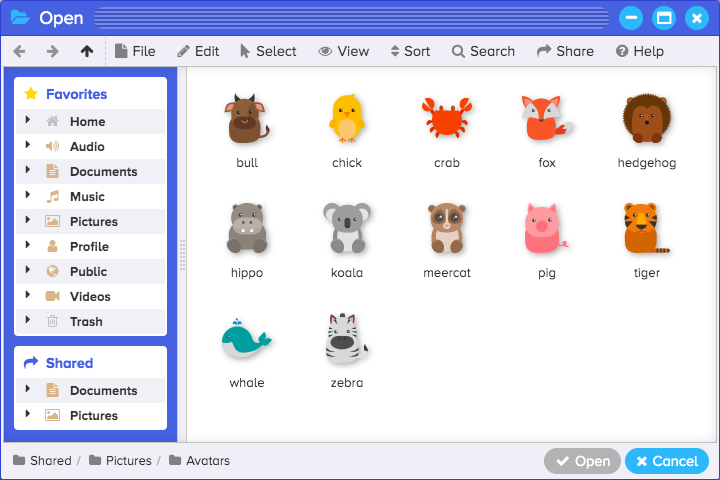 Open
File Edit Select View Sort Search Share Help
Favorites
Home
Audio
Documents
Music
Pictures
Profile
Public
Videos
Trash
Shared
Documents
Pictures
bull chick crab fox hedgehog
hippo koala meercat pig tiger
whale zebra
Shared / Pictures / Avatars
Open Cancel